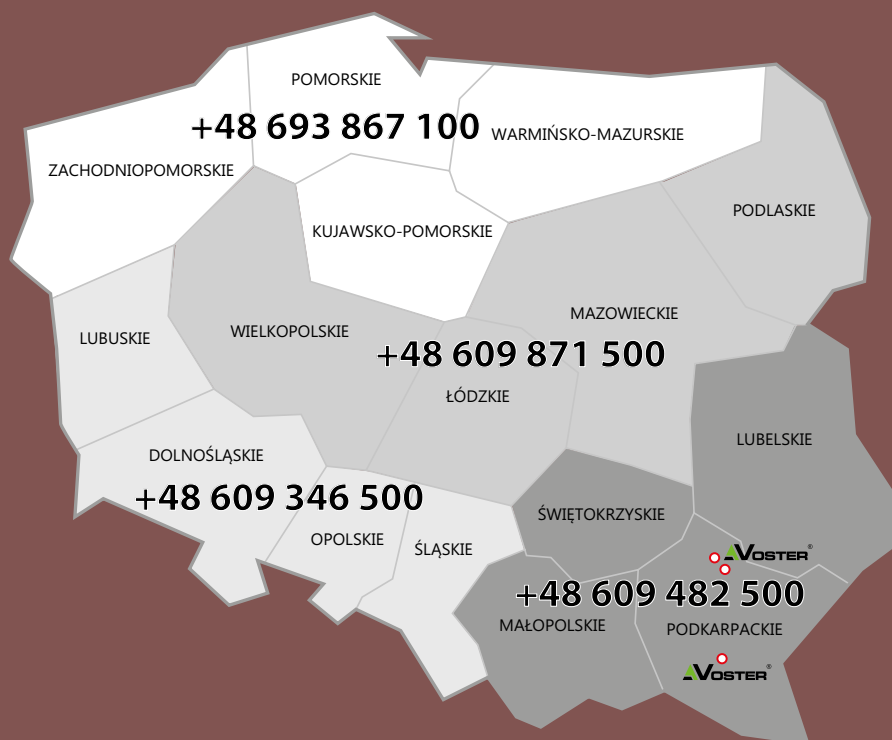 POMORSKIE
+48 693 867 100
WARMIŃSKO-MAZURSKIE
ZACHODNIOPOMORSKIE
PODLASKIE
KUJAWSKO-POMORSKIE
MAZOWIECKIE
LUBUSKIE
WIELKOPOLSKIE
+48 609 871 500
ŁÓDZKIE
LUBELSKIE
DOLNOŚLĄSKIE
+48 609 346 500
ŚWIĘTOKRZYSKIE
OPOLSKIE
ŚLĄSKIE
VOSTER®
+48 609 482 500
MAŁOPOLSKIE
PODKARPACKIE
VOSTER®